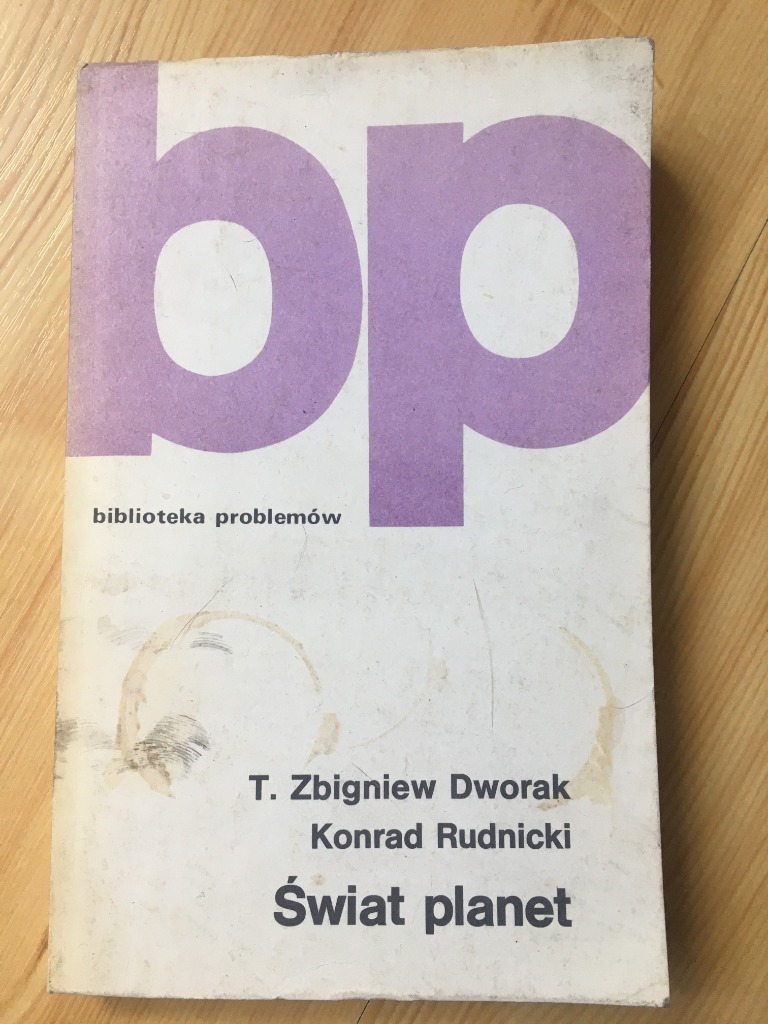 bp
biblioteka problemów
T. Zbigniew Dworak
Konrad Rudnicki
Świat planet